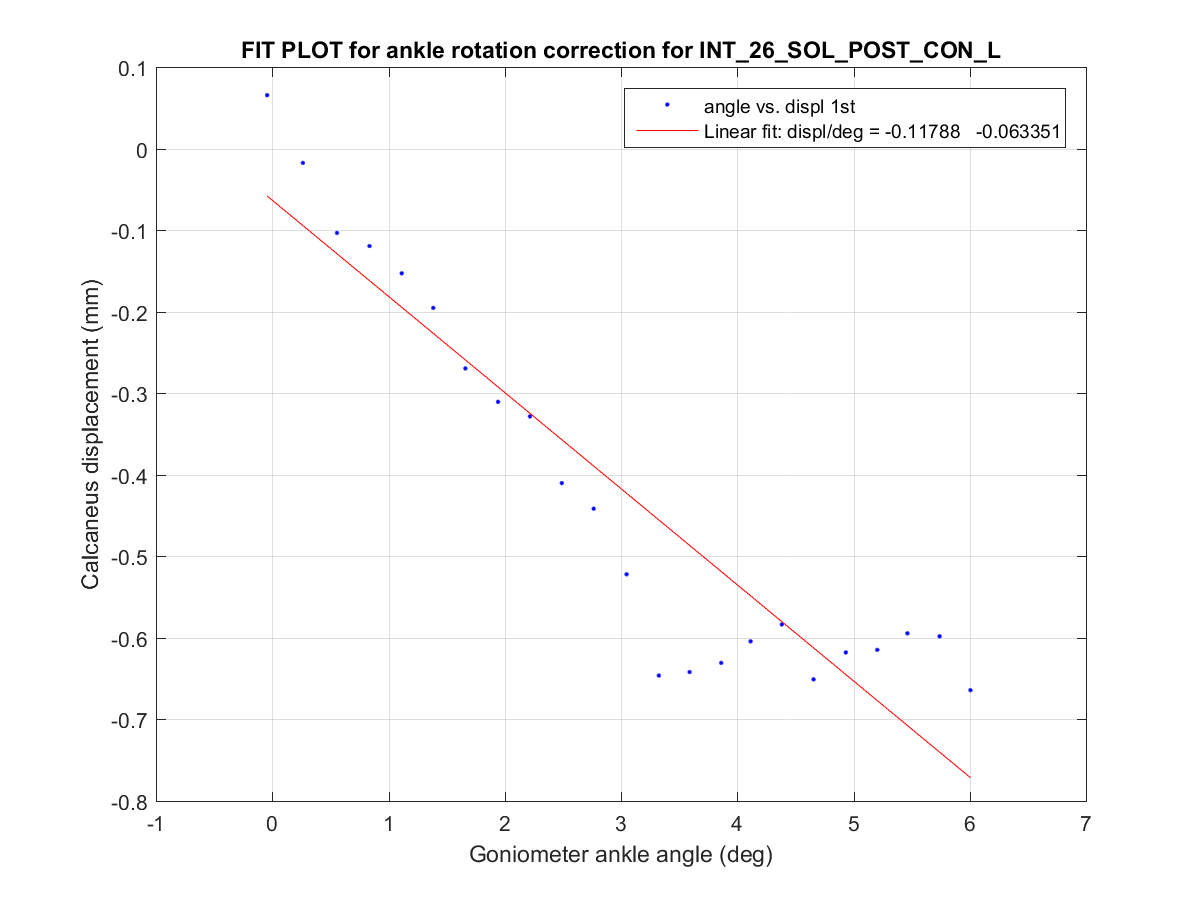 FIT PLOT for ankle rotation correction for INT_26_SOL_POST_CON_L
angle vs. displ 1st
Linear fit: displ/deg = -0.11788   -0.063351
0.1
0
-0.1
-0.2
-0.3
-0.4
-0.5
-0.6
-0.7
-0.8
Calcaneus displacement (mm)
-1 0 1 2 3 4 5 6 7
Goniometer ankle angle (deg)